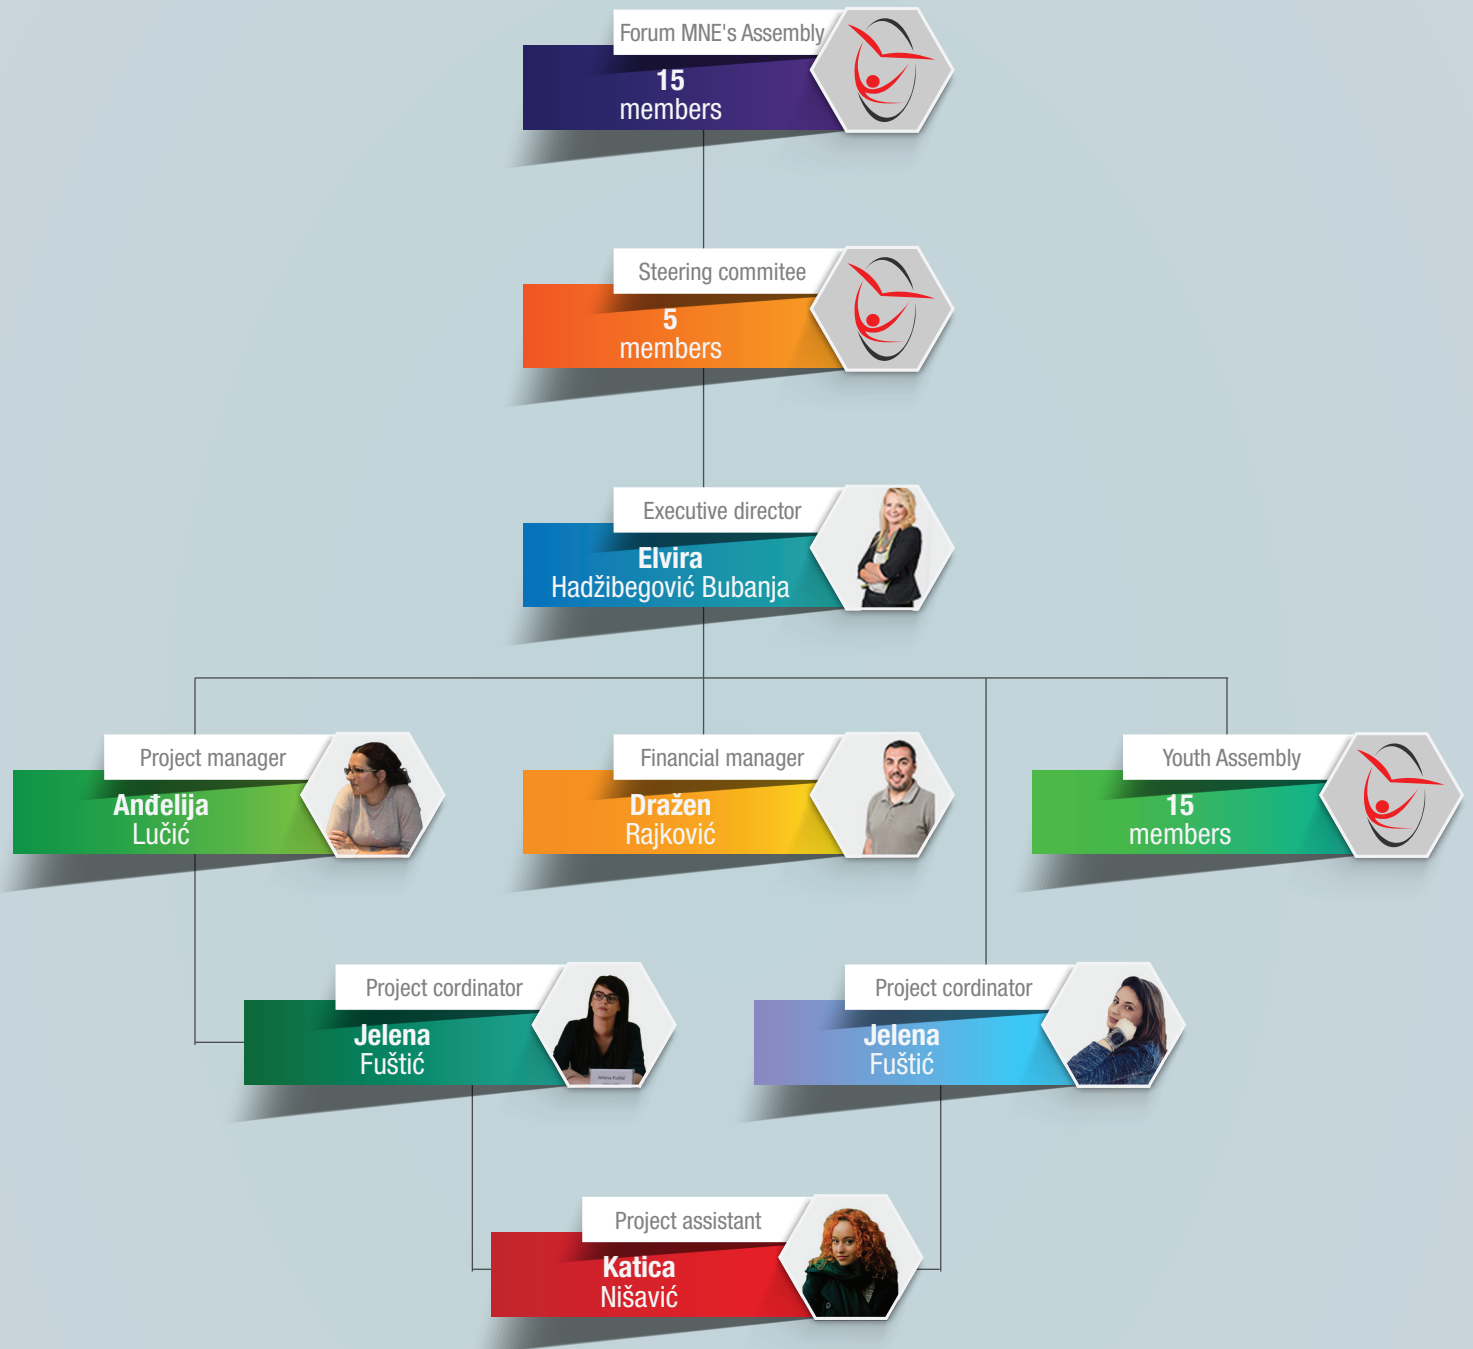 Forum MNE's Assembly
15
members
Steering commitee
5
members
Executive director
Elvira
Hadžibegović Bubanja
Project manager
Anđelija
Lučić
Financial manager
Dražen
Rajković
Youth Assembly
15
members
Project cordinator
Jelena
Fuštić
Jelena Fuštić
Project cordinator
Jelena
Fuštić
Project assistant
Katica
Nišavić